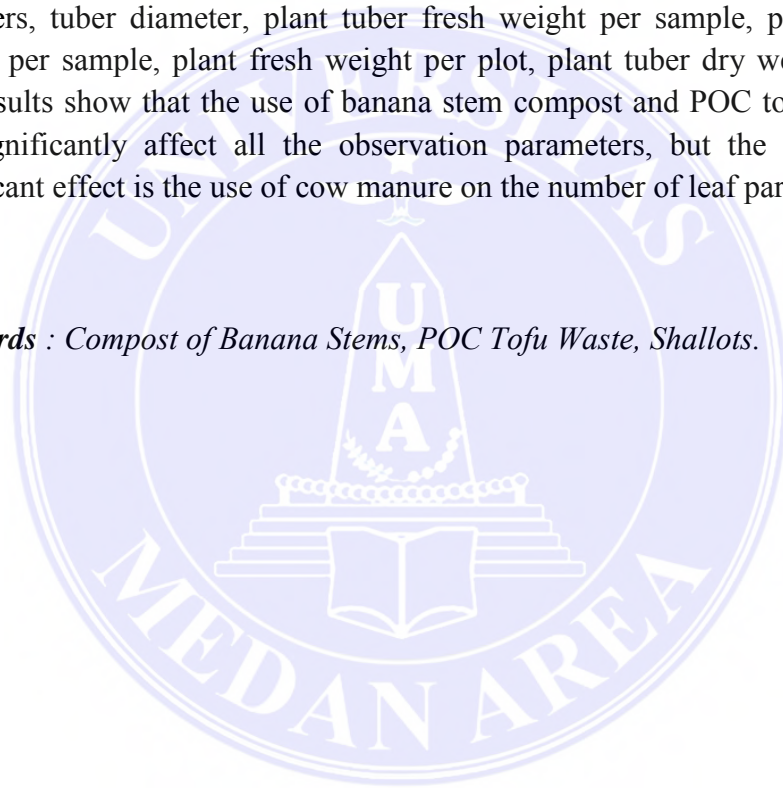 ers, tuber diameter, plant tuber fresh weight per sample, p
per sample, plant fresh weight per plot, plant tuber dry we
sults show that the use of banana stem compost and POC to
gnificantly affect all the observation parameters, but the
cant effect is the use of cow manure on the number of leaf par
UNIVERSITAS
U
M
A
rds : Compost of Banana Stems, POC Tofu Waste, Shallots.
MEDAN AREA